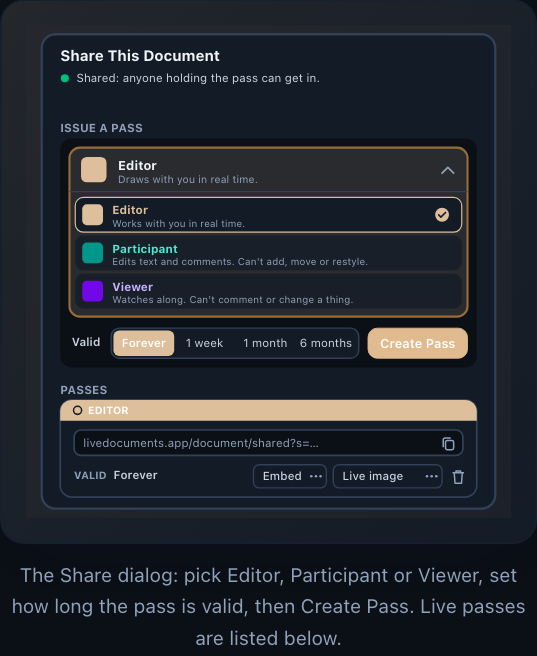 Share This Document
Shared: anyone holding the pass can get in.
ISSUE A PASS
Editor
Draws with you in real time.
Editor
Works with you in real time.
Participant
Edits text and comments. Can't add, move or restyle.
Viewer
Watches along. Can't comment or change a thing.
Valid Forever 1 week 1 month 6 months Create Pass
PASSES
EDITOR
livedocuments.app/document/shared?s=...
VALID Forever Embed ••• Live image •••
The Share dialog: pick Editor, Participant or Viewer, set
how long the pass is valid, then Create Pass. Live passes
are listed below.